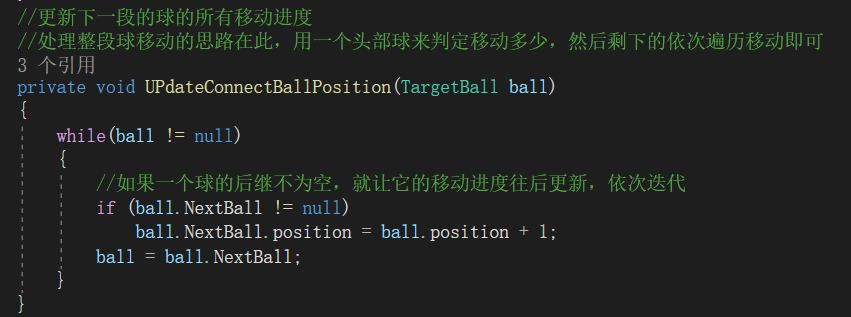 //更新下一段的球的所有移动进度
//处理整段球移动的思路在此，用一个头部球来判定移动多少，然后剩下的依次遍历移动即可
3 个引用
private void UPdateConnectBallPosition(TargetBall ball)
{
while(ball != null)
{
//如果一个球的后继不为空，就让它的移动进度往后更新，依次迭代
if (ball.NextBall != null)
ball.NextBall.position = ball.position + 1;
ball = ball.NextBall;
}
}